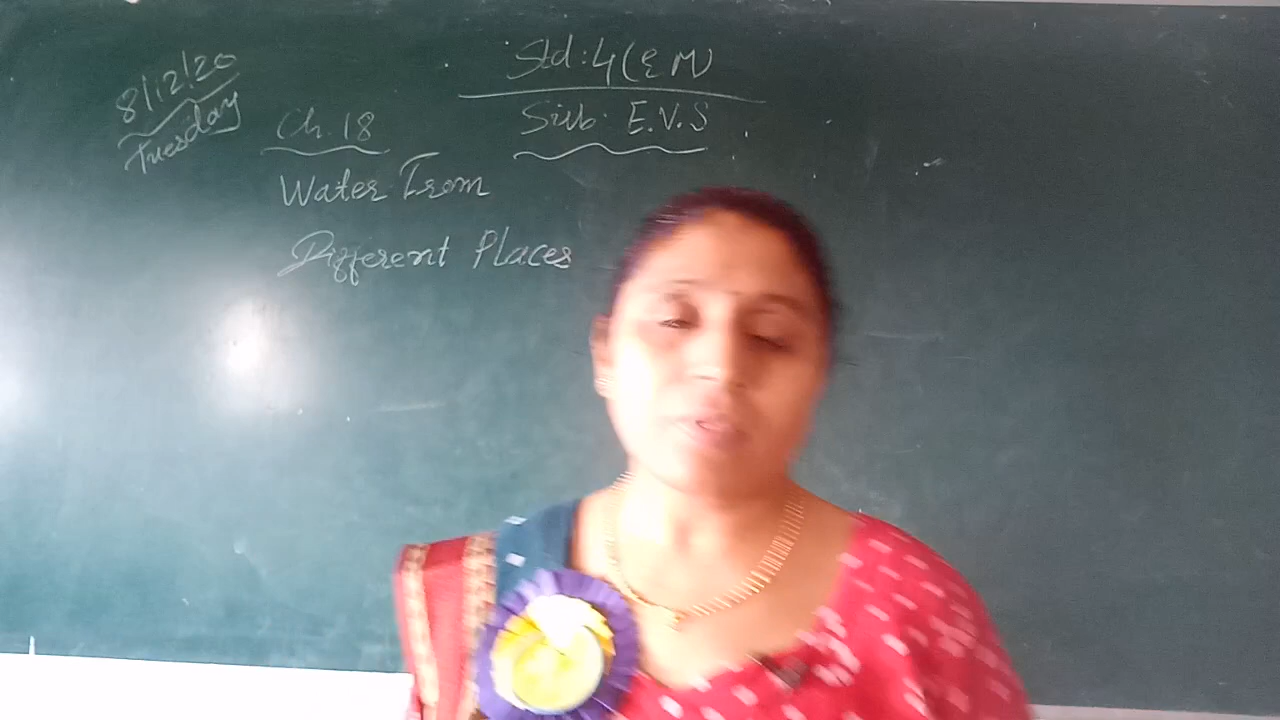 8/12/20
Tuesday
Std: 4 (E M)
Sub: E.V.S
Ch. 18
Water From
Different Places